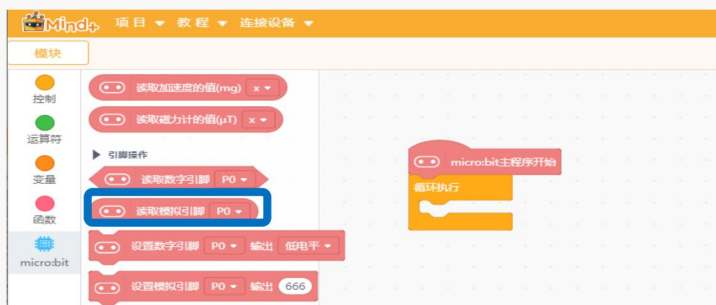 Mind+ 项目 教程 连接设备
模块
控制
运算符
变量
函数
micro:bit
读取加速度的值(mg) x
读取磁力计的值(μT) x
引脚操作
读取数字引脚 P0
读取模拟引脚 P0
设置数字引脚 P0 输出 低电平
设置模拟引脚 P0 输出 666
micro:bit主程序开始
循环执行